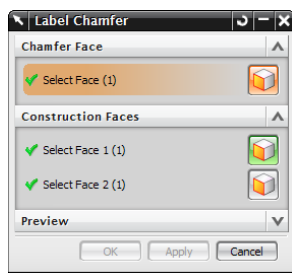 Label Chamfer
Chamfer Face
Select Face (1)
Construction Faces
Select Face 1 (1)
Select Face 2 (1)
Preview
OK Apply Cancel